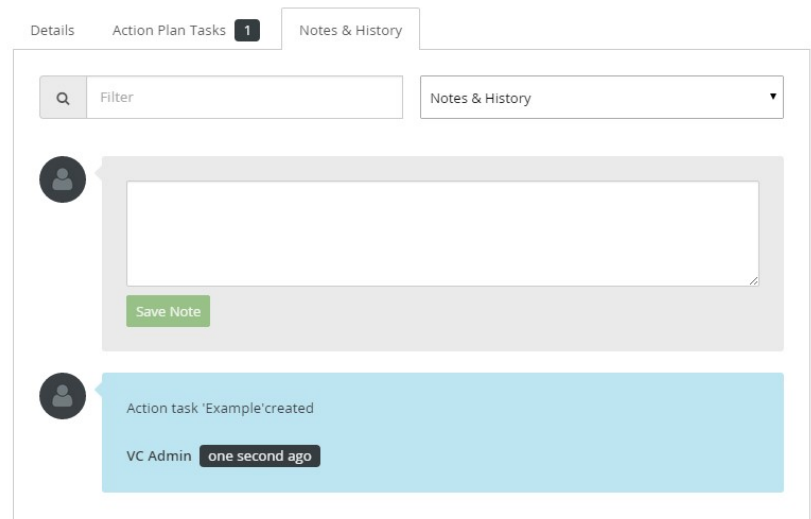 Details Action Plan Tasks 1 Notes & History
Filter Notes & History
Save Note
Action task 'Example'created
VC Admin one second ago